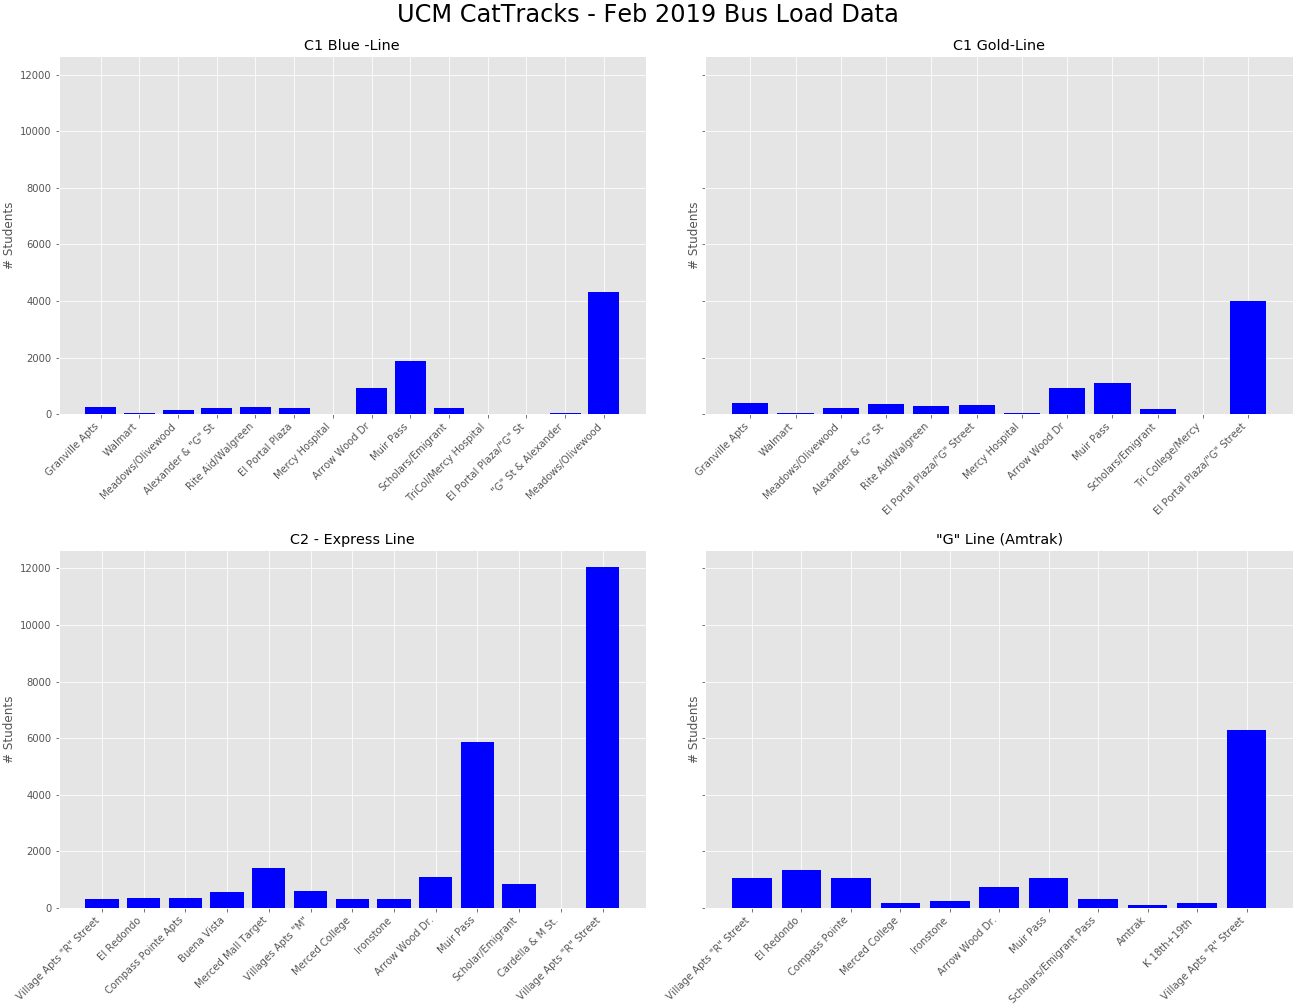 UCM CatTracks - Feb 2019 Bus Load Data
C1 Blue -Line
# Students
12000
10000
8000
6000
4000
2000
0
Granville Apts
Walmart
Meadows/Olivewood
Alexander & "G" St
Rite Aid/Walgreen
El Portal Plaza
Mercy Hospital
Arrow Wood Dr
Muir Pass
Scholars/Emigrant
TriCol/Mercy Hospital
El Portal Plaza/"G" St
"G" St & Alexander
Meadows/Olivewood
C1 Gold-Line
# Students
Granville Apts
Walmart
Meadows/Olivewood
Alexander & "G" St
Rite Aid/Walgreen
El Portal Plaza/"G" Street
Mercy Hospital
Arrow Wood Dr
Muir Pass
Scholars/Emigrant
Tri College/Mercy
El Portal Plaza/"G" Street
C2 - Express Line
# Students
12000
10000
8000
6000
4000
2000
0
Village Apts "R" Street
El Redondo
Compass Pointe Apts
Buena Vista
Merced Mall Target
Villages Apts "M"
Merced College
Ironstone
Arrow Wood Dr.
Muir Pass
Scholar/Emigrant
Cardella & M St.
Village Apts "R" Street
"G" Line (Amtrak)
# Students
Village Apts "R" Street
El Redondo
Compass Pointe
Merced College
Ironstone
Arrow Wood Dr.
Muir Pass
Scholars/Emigrant Pass
Amtrak
K 18th+19th
Village Apts "R" Street